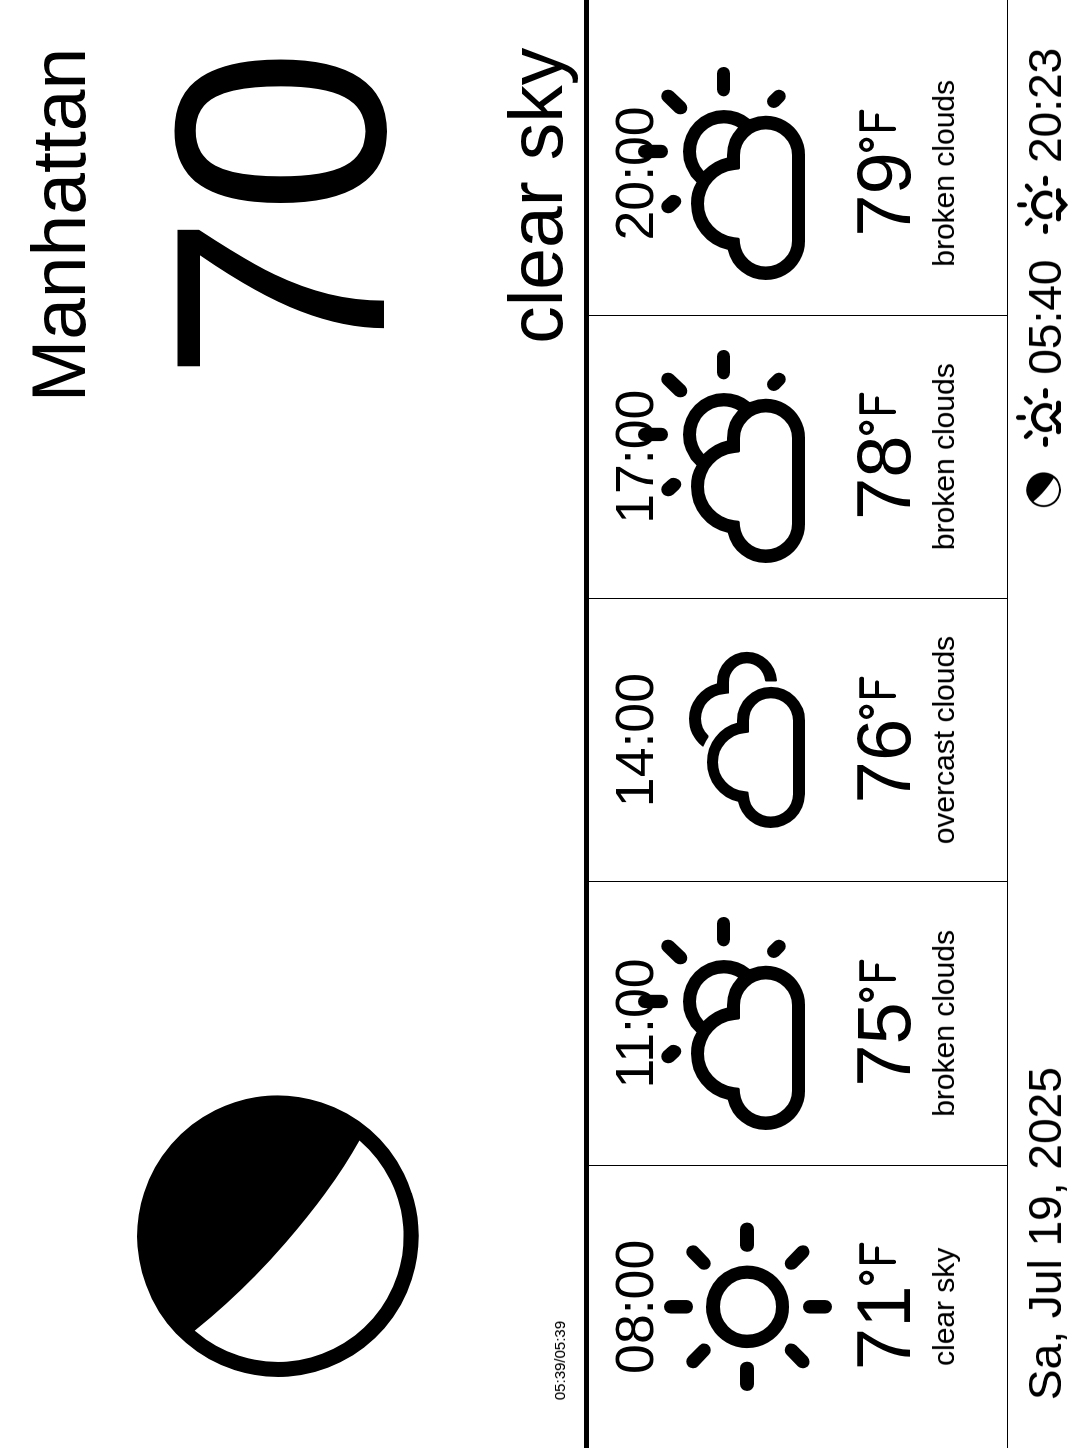 Manhattan
70
clear sky
05:39/05:39
08:00
71°F
clear sky
11:00
75°F
broken clouds
14:00
76°F
overcast clouds
17:00
78°F
broken clouds
20:00
79°F
broken clouds
Sa, Jul 19, 2025
05:40 20:23